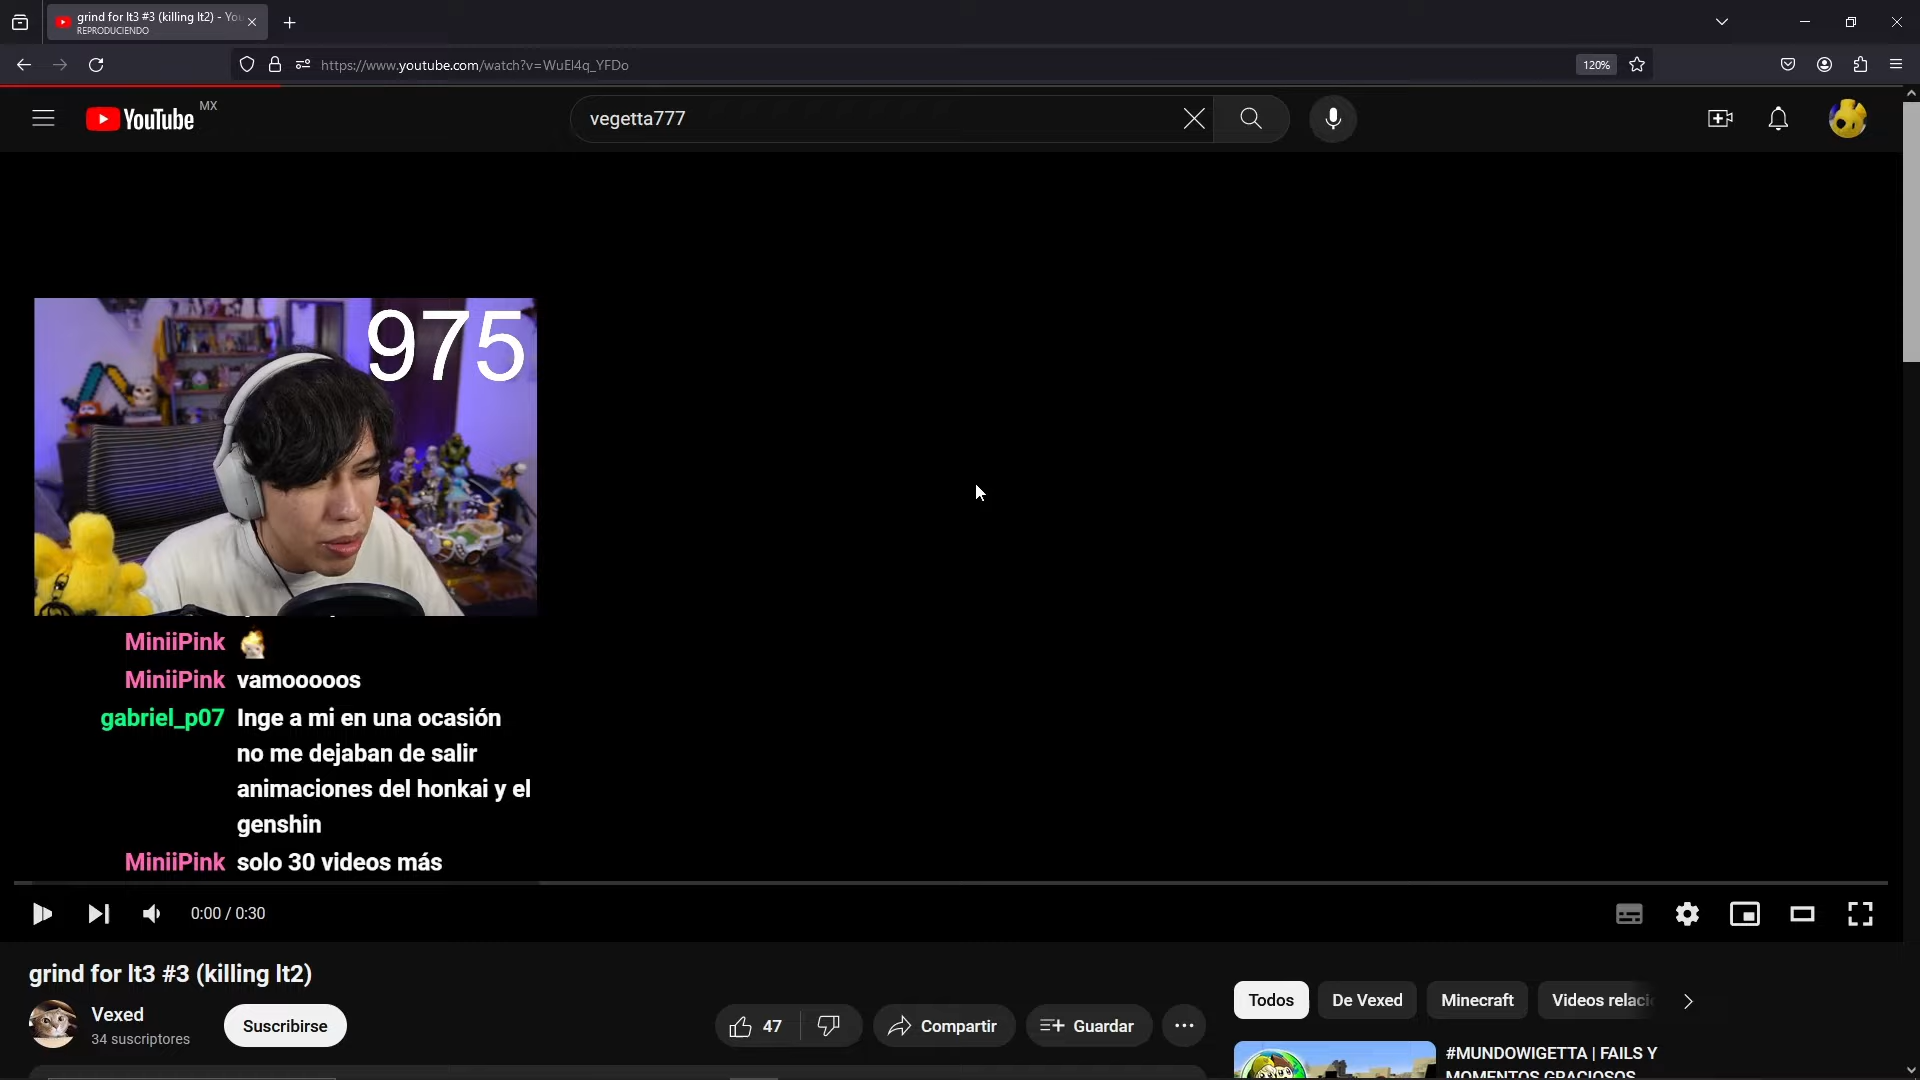 grind for lt3 #3 (killing lt2) - You
REPRODUCIENDO
https://www.youtube.com/watch?v=WuEl4q_YFDo
120%
YouTube MX
vegetta777
975
MiniiPink
MiniiPink vamooooos
gabriel_p07 Inge a mi en una ocasión
no me dejaban de salir
animaciones del honkai y el
genshin
MiniiPink solo 30 videos más
0:00 / 0:30
grind for lt3 #3 (killing lt2)
Vexed
34 suscriptores
Suscribirse
47
Compartir
Guardar
Todos
De Vexed
Minecraft
Videos relaci
#MUNDOWIGETTA | FAILS Y
MOMENTOS GRACIOSOS